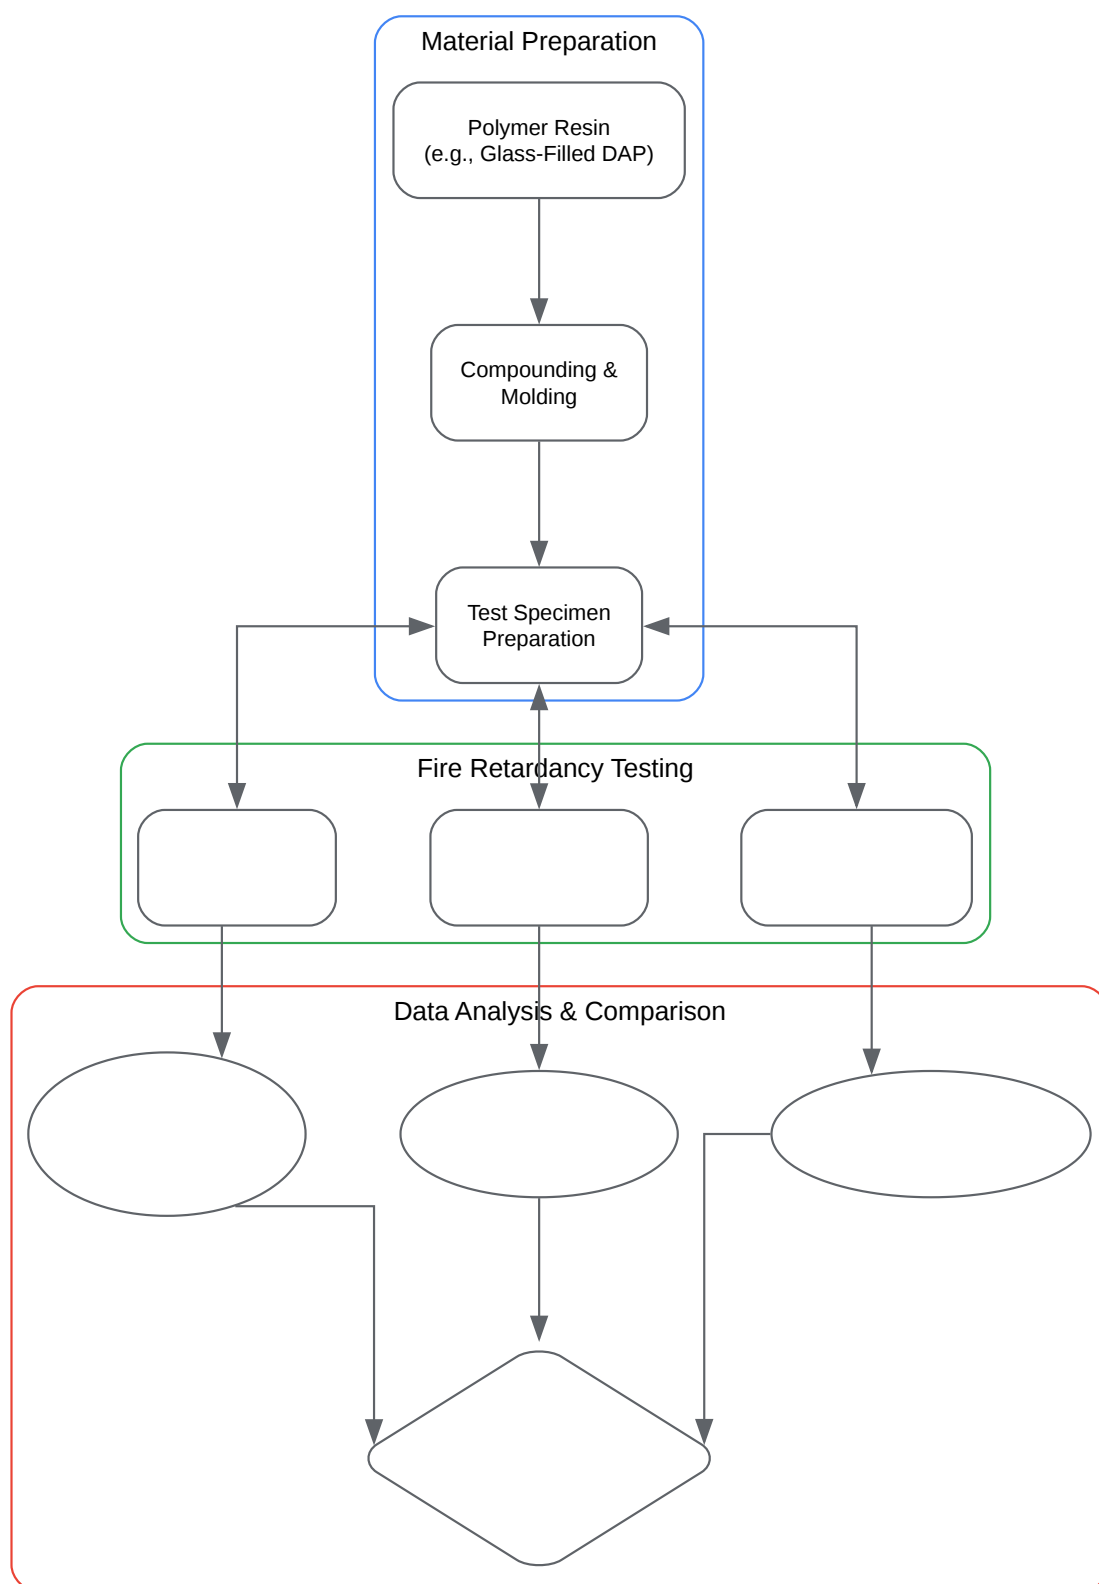 Material Preparation
Polymer Resin
(e.g., Glass-Filled DAP)
Compounding &
Molding
Test Specimen
Preparation
Fire Retardancy Testing
Data Analysis & Comparison